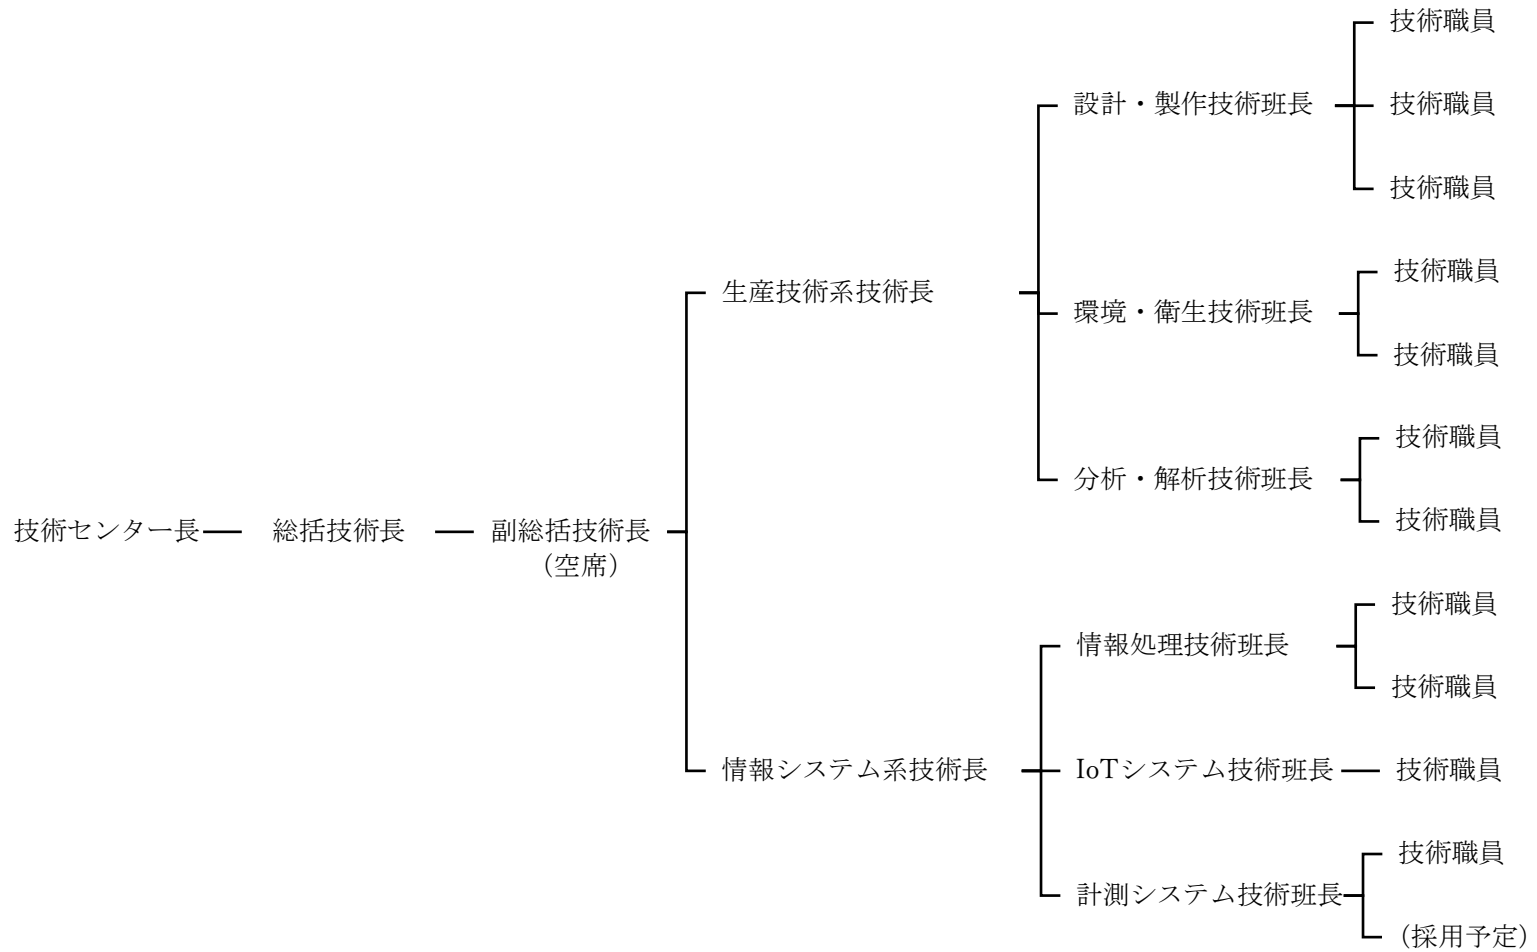 技術職員
設計・製作技術班長
技術職員
技術職員
生産技術系技術長
環境・衛生技術班長
技術職員
技術職員
分析・解析技術班長
技術職員
技術職員
技術センター長
総括技術長
副総括技術長
（空席）
情報処理技術班長
技術職員
技術職員
情報システム系技術長
IoTシステム技術班長
技術職員
計測システム技術班長
技術職員
（採用予定）